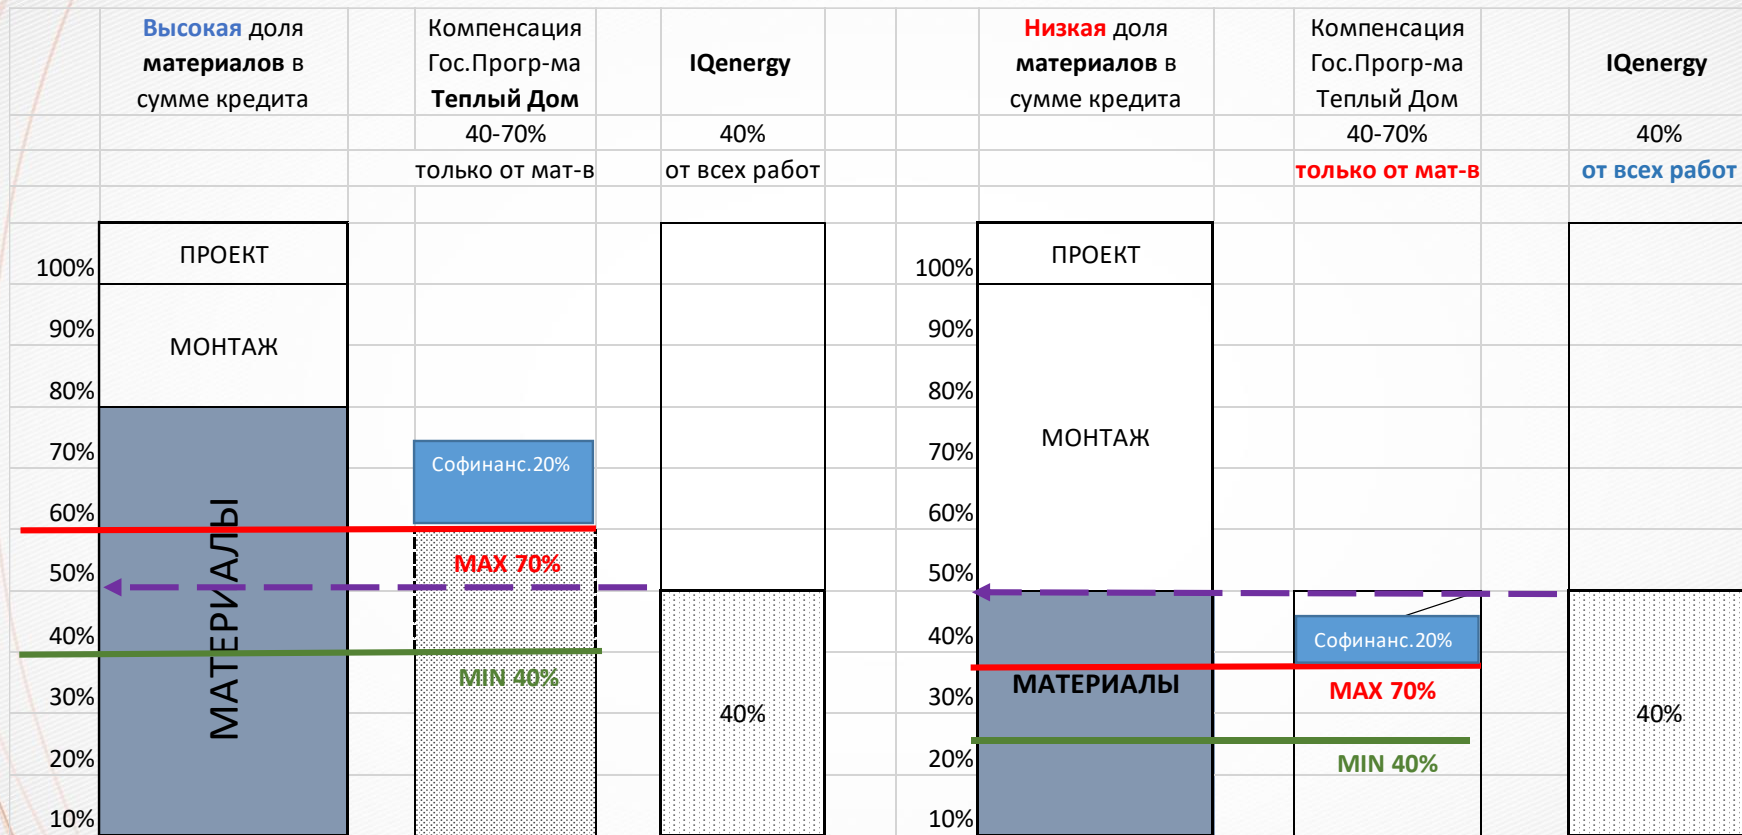 Высокая доля
материалов в
сумме кредита
Компенсация
Гос.Прогр-ма
Теплый Дом
IQenergy
40-70%
40%
только от мат-в
от всех работ
100%
90%
80%
70%
60%
50%
40%
30%
20%
10%
ПРОЕКТ
МОНТАЖ
МАТЕРИАЛЫ
Софинанс.20%
MAX 70%
MIN 40%
40%
Низкая доля
материалов в
сумме кредита
Компенсация
Гос.Прогр-ма
Теплый Дом
IQenergy
40-70%
40%
только от мат-в
от всех работ
100%
90%
80%
70%
60%
50%
40%
30%
20%
10%
ПРОЕКТ
МОНТАЖ
МАТЕРИАЛЫ
Софинанс.20%
MAX 70%
MIN 40%
40%